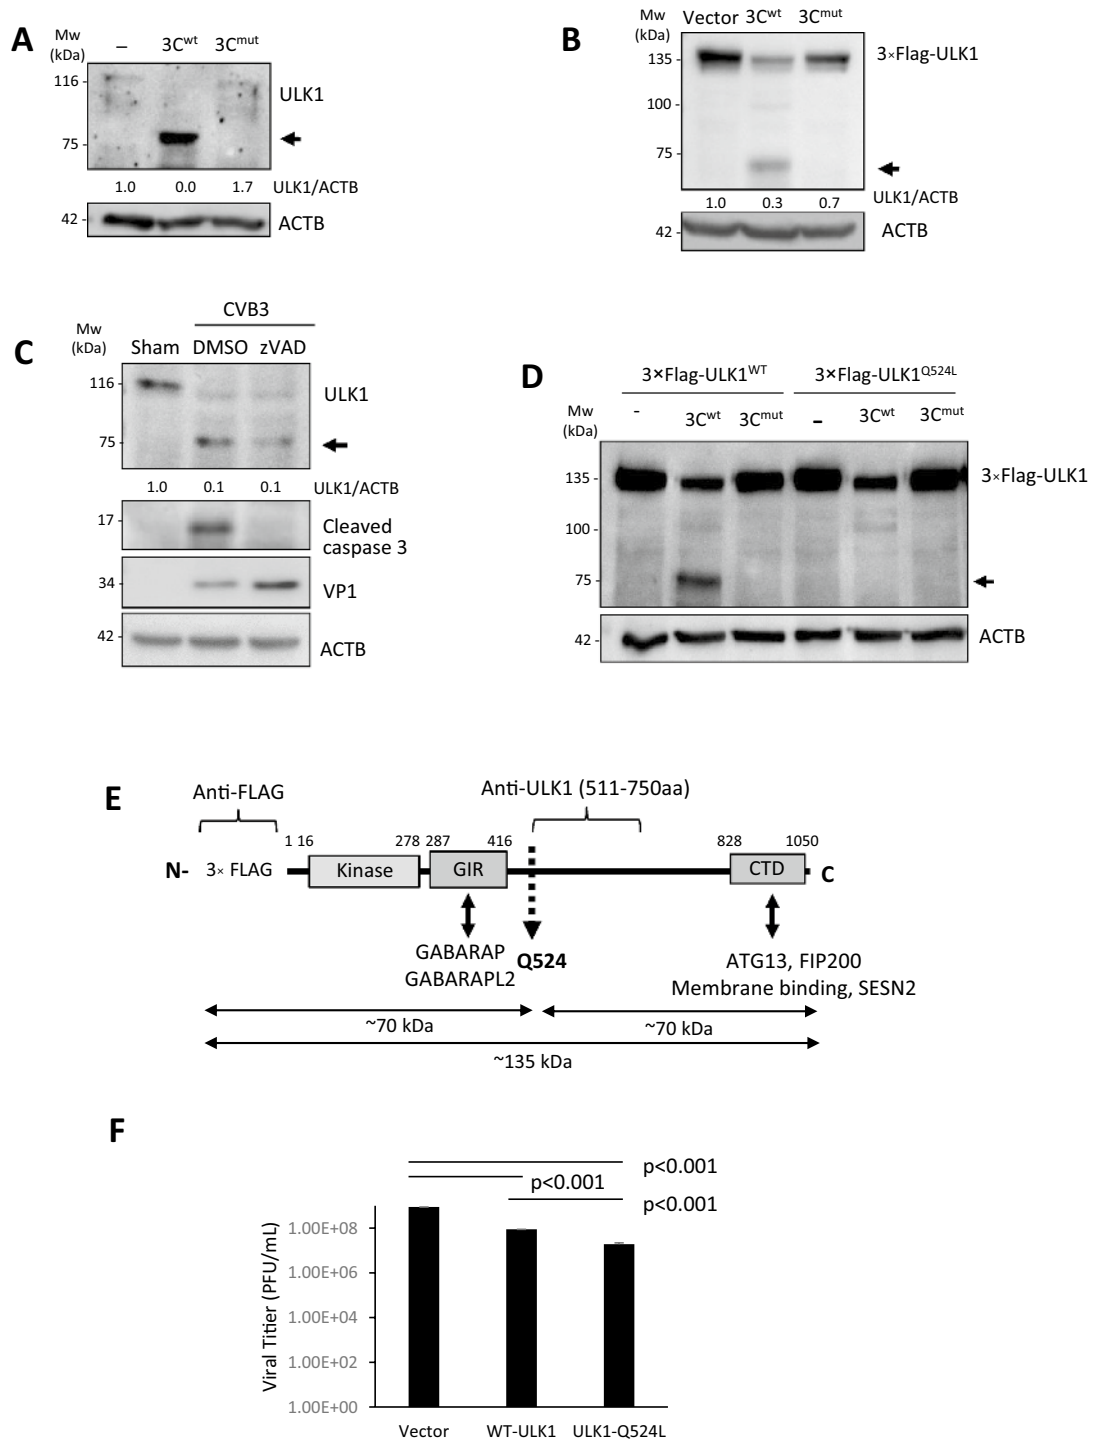 A
Mw
(kDa)
– 3Cwt 3Cmut
116
75
ULK1
1.0 0.0 1.7 ULK1/ACTB
42
ACTB
B
Mw
(kDa)
Vector 3Cwt 3Cmut
135
100
75
3×Flag-ULK1
1.0 0.3 0.7 ULK1/ACTB
42
ACTB
C
CVB3
Mw
(kDa)
Sham DMSO zVAD
116
75
ULK1
1.0 0.1 0.1 ULK1/ACTB
17
Cleaved
caspase 3
34
VP1
42
ACTB
D
3×Flag-ULK1WT 3×Flag-ULK1Q524L
Mw
(kDa)
- 3Cwt 3Cmut – 3Cwt 3Cmut
135
100
75
3×Flag-ULK1
42
ACTB
E
Anti-FLAG
Anti-ULK1 (511-750aa)
1 16 278 287 416 828 1050
N- 3× FLAG Kinase GIR CTD C
GABARAP
GABARAPL2
Q524
ATG13, FIP200
Membrane binding, SESN2
~70 kDa ~70 kDa
~135 kDa
F
p<0.001
p<0.001
p<0.001
Viral Titier (PFU/mL)
1.00E+08
1.00E+06
1.00E+04
1.00E+02
1.00E+00
Vector WT-ULK1 ULK1-Q524L